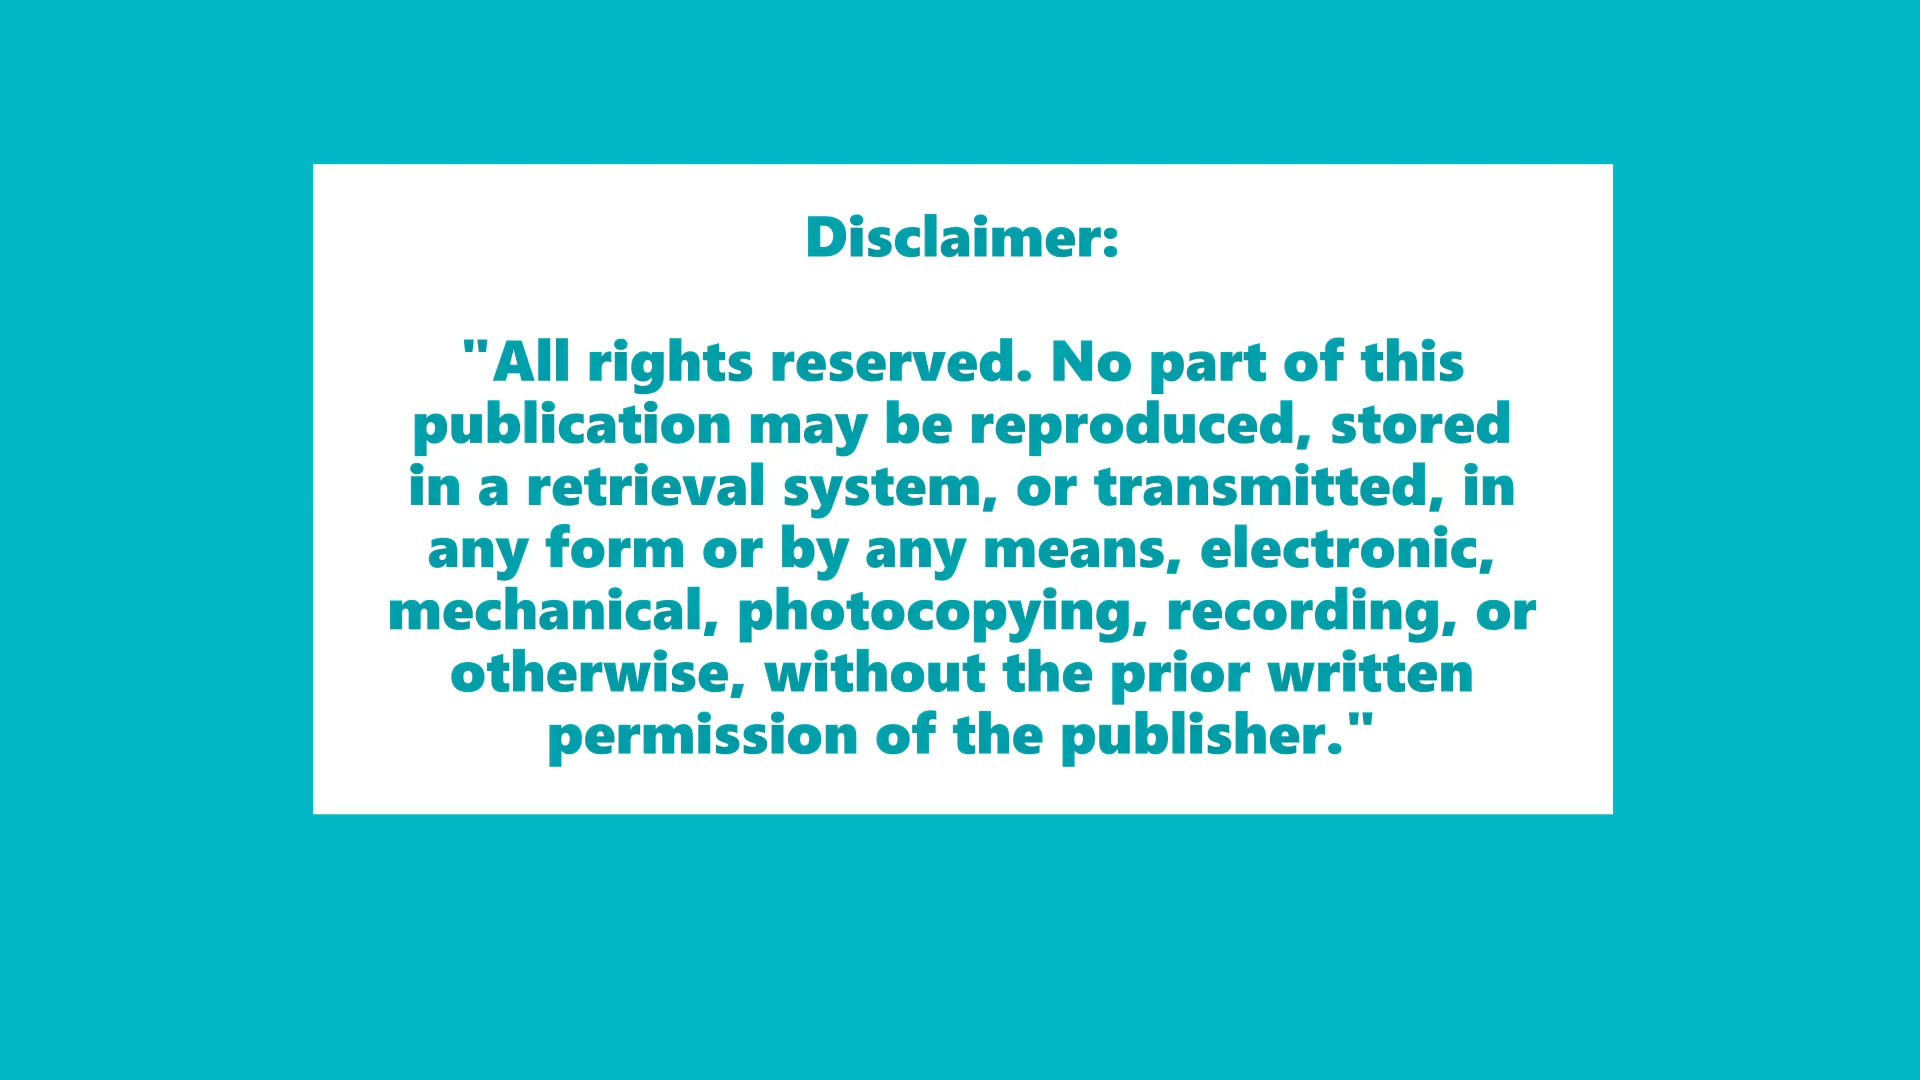 Disclaimer:
"All rights reserved. No part of this
publication may be reproduced, stored
in a retrieval system, or transmitted, in
any form or by any means, electronic,
mechanical, photocopying, recording, or
otherwise, without the prior written
permission of the publisher."